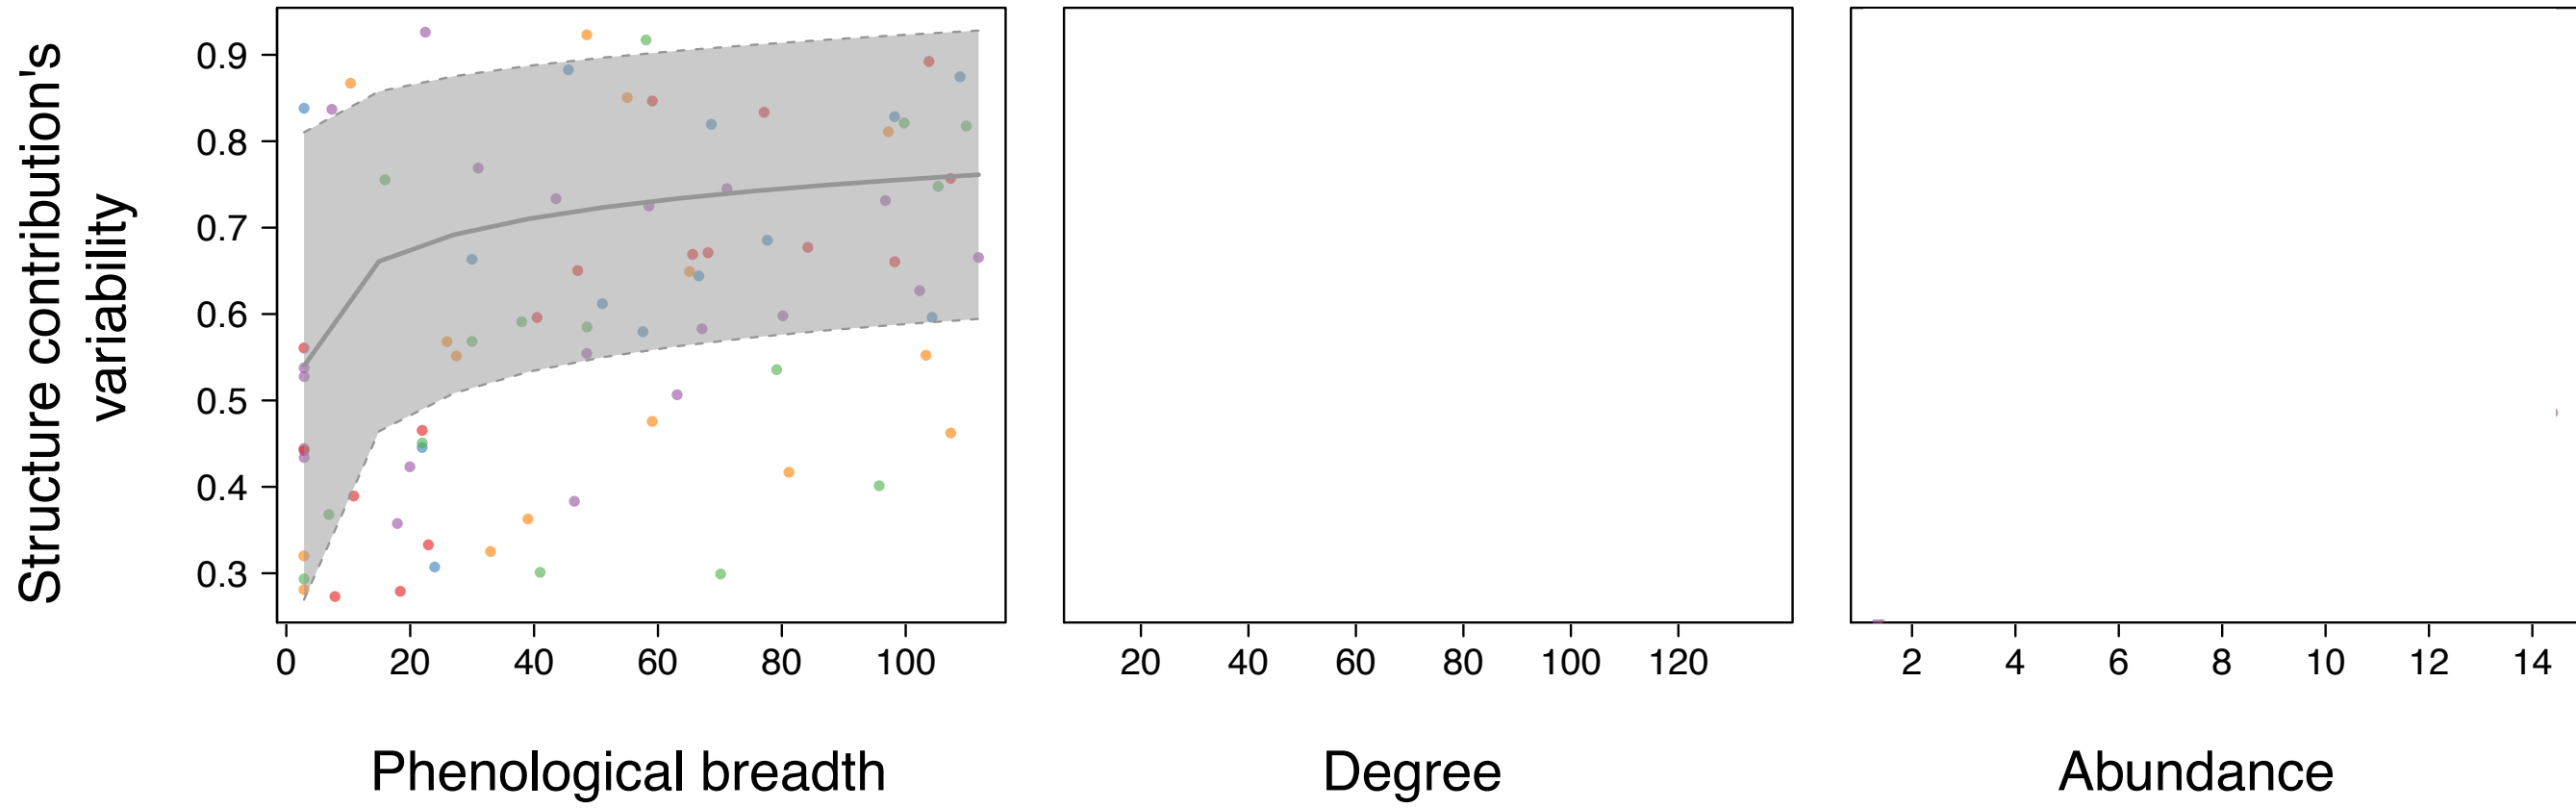 Structure contribution's
variability
0.9
0.8
0.7
0.6
0.5
0.4
0.3
0 20 40 60 80 100
20 40 60 80 100 120
2 4 6 8 10 12 14
Phenological breadth
Degree
Abundance